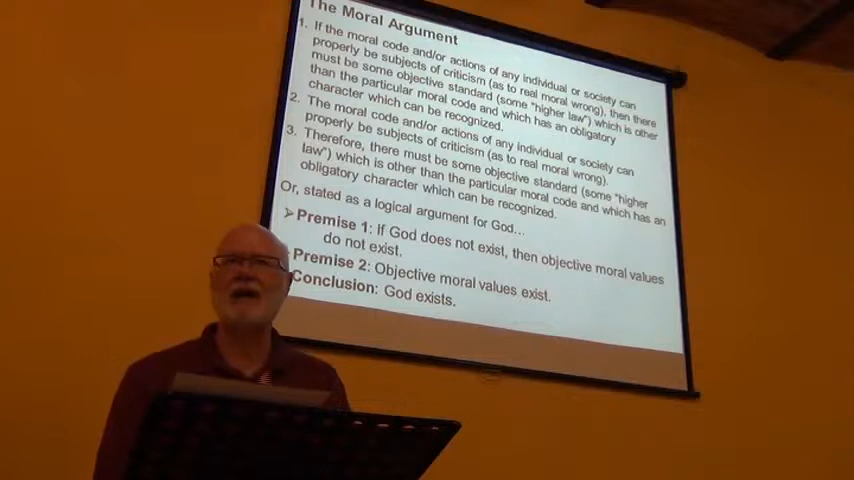 The Moral Argument
1. If the moral code and/or actions of any individual or society can
properly be subjects of criticism (as to real moral wrong), then there
must be some objective standard (some "higher law") which is other
than the particular moral code and which has an obligatory
character which can be recognized.
2. The moral code and/or actions of any individual or society can
properly be subjects of criticism (as to real moral wrong).
3. Therefore, there must be some objective standard (some "higher
law") which is other than the particular moral code and which has an
obligatory character which can be recognized.
Or, stated as a logical argument for God...
➢Premise 1: If God does not exist, then objective moral values
do not exist.
Premise 2: Objective moral values exist.
Conclusion: God exists.